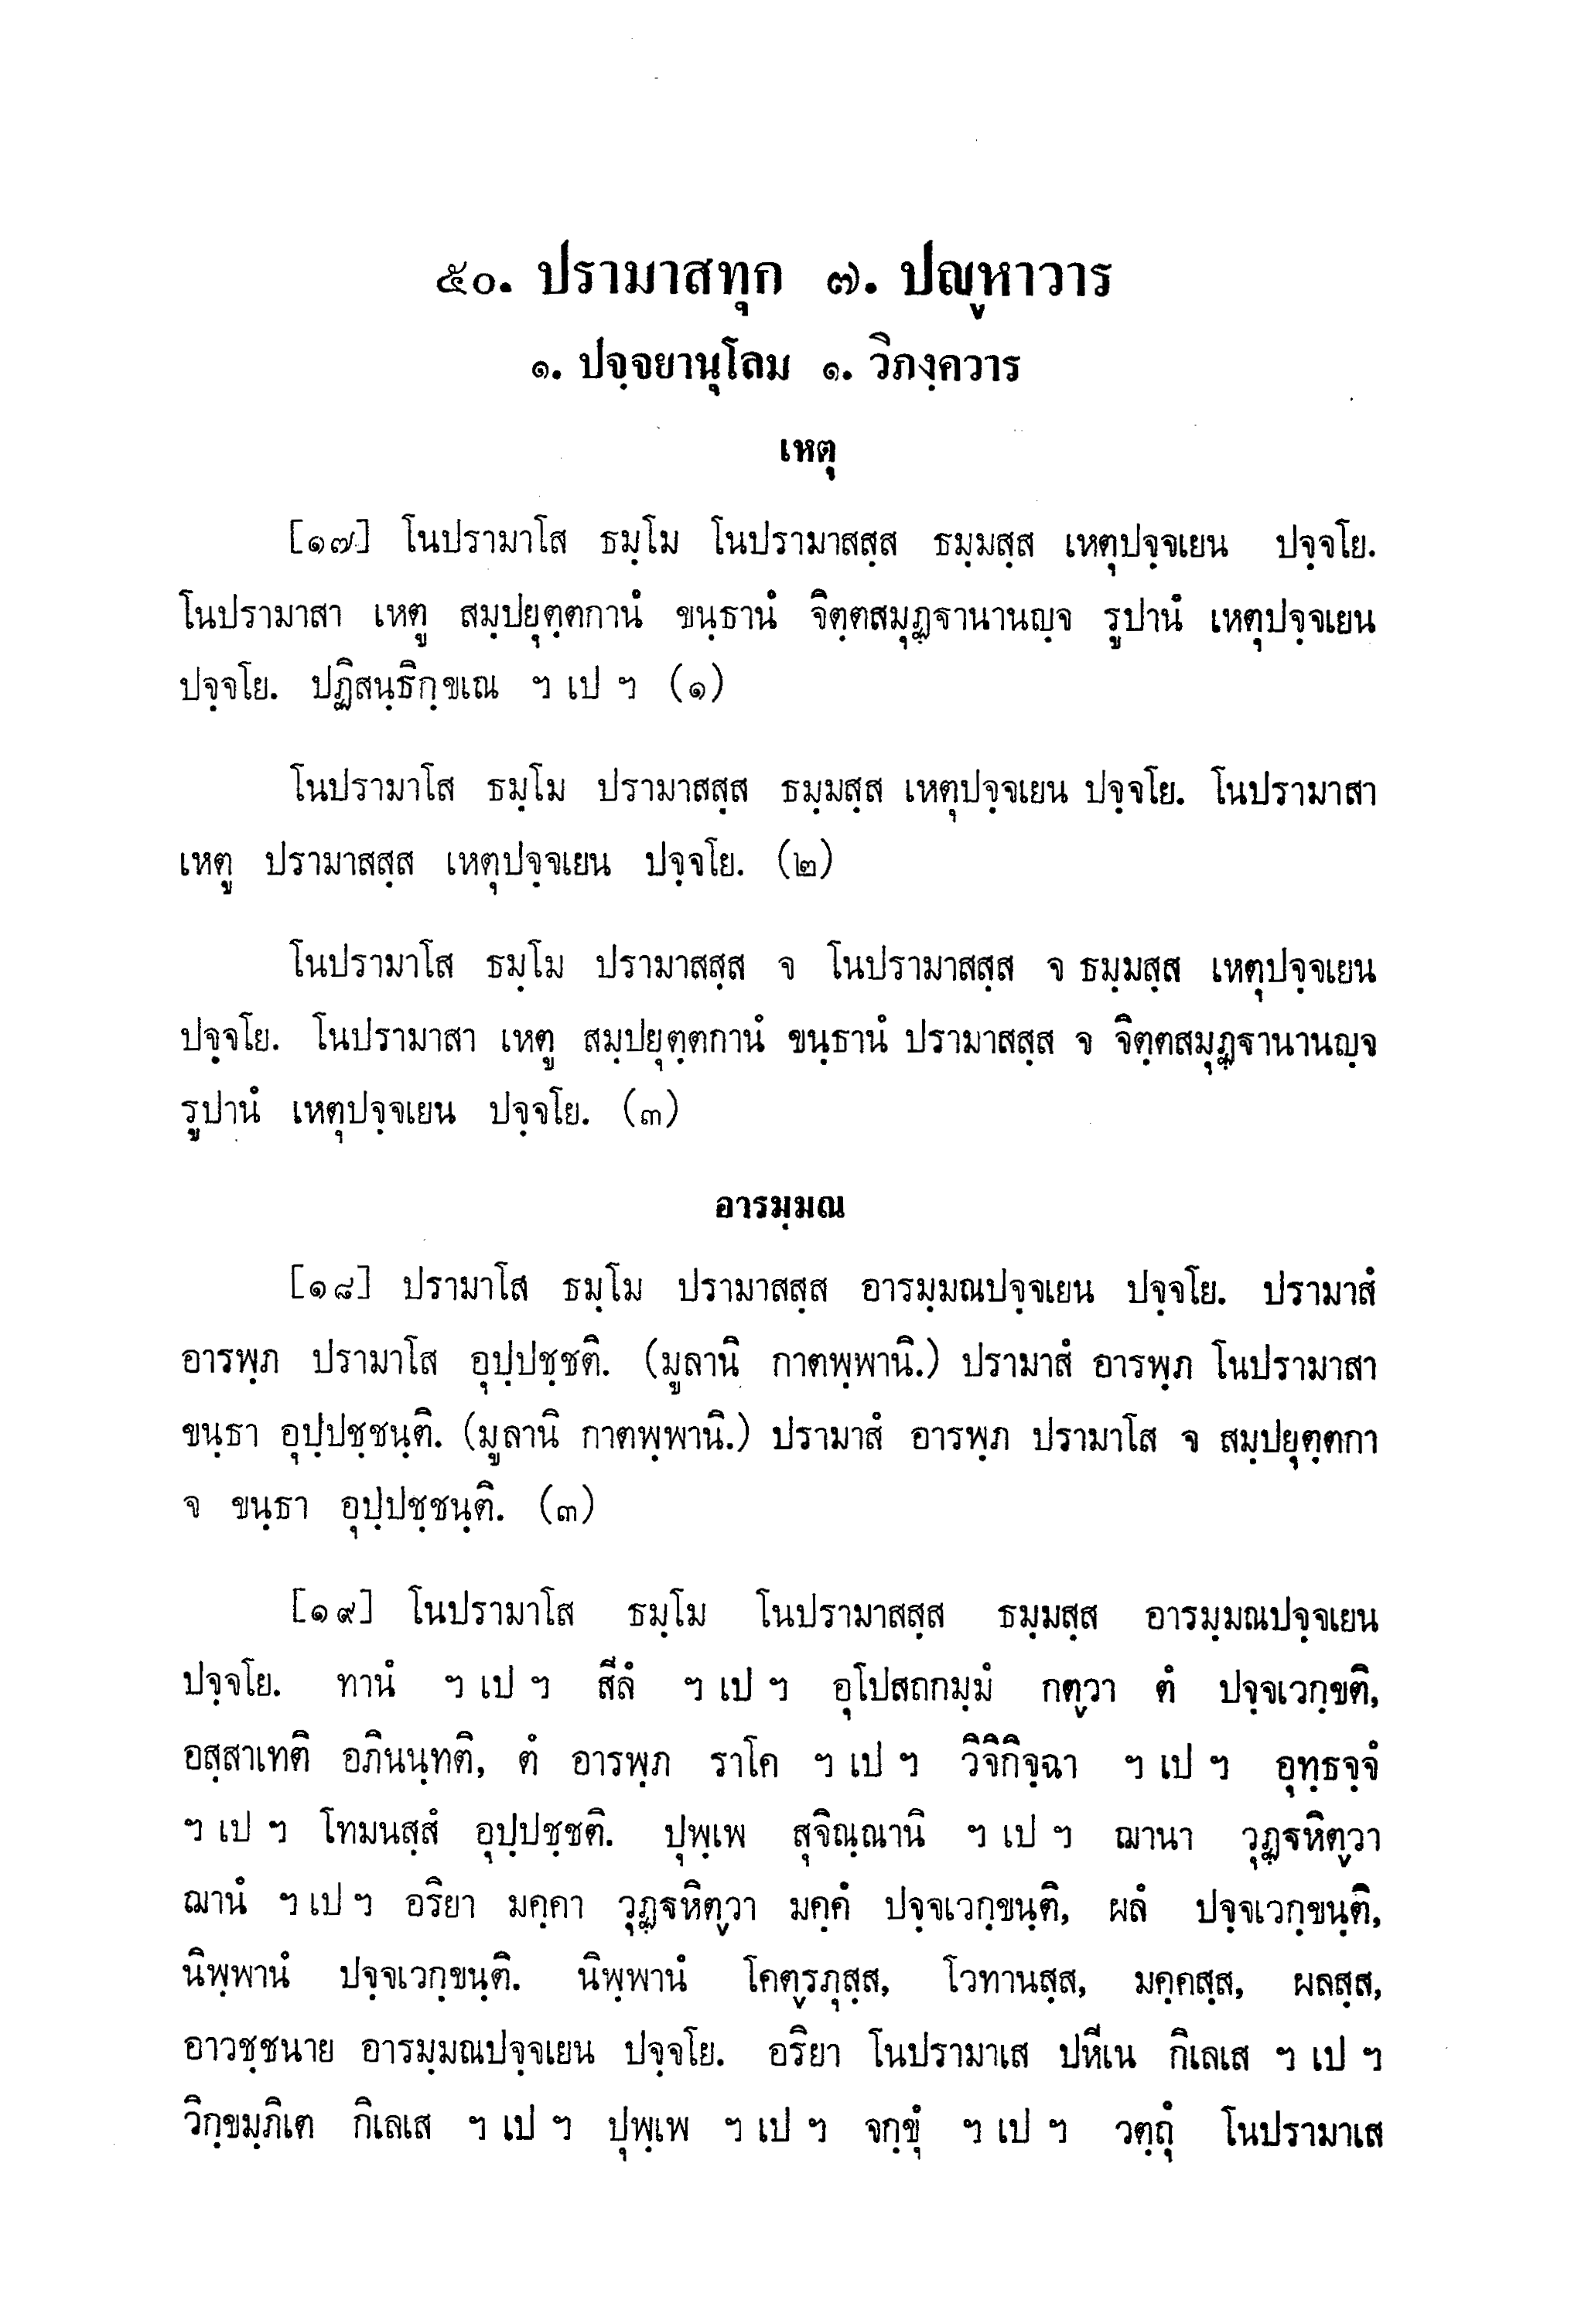 ๕๐. ปรามาสทุก ๗. ปญฺหาวาร
๑. ปจฺจยานุโลม ๑. วิภงฺควาร
เหตุ
[๑๗] โนปรามาโส ธมฺโม โนปรามาสสฺส ธมฺมสฺส เหตุปจฺจเยน ปจฺจโย.
โนปรามาสา เหตู สมฺปยุตฺตกานํ ขนฺธานํ จิตฺตสมุฏฺฐานานญฺจ รูปานํ เหตุปจฺจเยน
ปจฺจโย. ปฏิสนฺธิกฺขเณ ฯ เป ฯ (๑)
โนปรามาโส ธมฺโม ปรามาสสฺส ธมฺมสฺส เหตุปจฺจเยน ปจฺจโย. โนปรามาสา
เหตู ปรามาสสฺส เหตุปจฺจเยน ปจฺจโย. (๒)
โนปรามาโส ธมฺโม ปรามาสสฺส จ โนปรามาสสฺส จ ธมฺมสฺส เหตุปจฺจเยน
ปจฺจโย. โนปรามาสา เหตู สมฺปยุตฺตกานํ ขนฺธานํ ปรามาสสฺส จ จิตฺตสมุฏฺฐานานญฺจ
รูปานํ เหตุปจฺจเยน ปจฺจโย. (๓)
อารมฺมณ
[๑๘] ปรามาโส ธมฺโม ปรามาสสฺส อารมฺมณปจฺจเยน ปจฺจโย. ปรามาสํ
อารพฺภ ปรามาโส อุปฺปชฺชติ. (มูลานิ กาตพฺพานิ.) ปรามาสํ อารพฺภ โนปรามาสา
ขนฺธา อุปฺปชฺชนฺติ. (มูลานิ กาตพฺพานิ.) ปรามาสํ อารพฺภ ปรามาโส จ สมฺปยุตฺตกา
จ ขนฺธา อุปฺปชฺชนฺติ. (๓)
[๑๙] โนปรามาโส ธมฺโม โนปรามาสสฺส ธมฺมสฺส อารมฺมณปจฺจเยน
ปจฺจโย. ทานํ ฯ เป ฯ สีลํ ฯ เป ฯ อุโปสถกมฺมํ กตฺวา ตํ ปจฺจเวกฺขติ,
อสฺสาเทติ อภินนฺทติ, ตํ อารพฺภ ราโค ฯ เป ฯ วิจิกิจฺฉา ฯ เป ฯ อุทฺธจฺจํ
ฯ เป ฯ โทมนสฺสํ อุปฺปชฺชติ. ปุพฺเพ สุจิณฺณานิ ฯ เป ฯ ฌานา วุฏฺฐหิตฺวา
ฌานํ ฯ เป ฯ อริยา มคฺคา วุฏฺฐหิตฺวา มคฺคํ ปจฺจเวกฺขนฺติ, ผลํ ปจฺจเวกฺขนฺติ,
นิพฺพานํ ปจฺจเวกฺขนฺติ. นิพฺพานํ โคตฺรภุสฺส, โวทานสฺส, มคฺคสฺส, ผลสฺส,
อาวชฺชนาย อารมฺมณปจฺจเยน ปจฺจโย. อริยา โนปรามาเส ปหีเน กิเลเส ฯ เป ฯ
วิกฺขมฺภิเต กิเลเส ฯ เป ฯ ปุพฺเพ ฯ เป ฯ จกฺขุํ ฯ เป ฯ วตฺถุํ โนปรามาเส